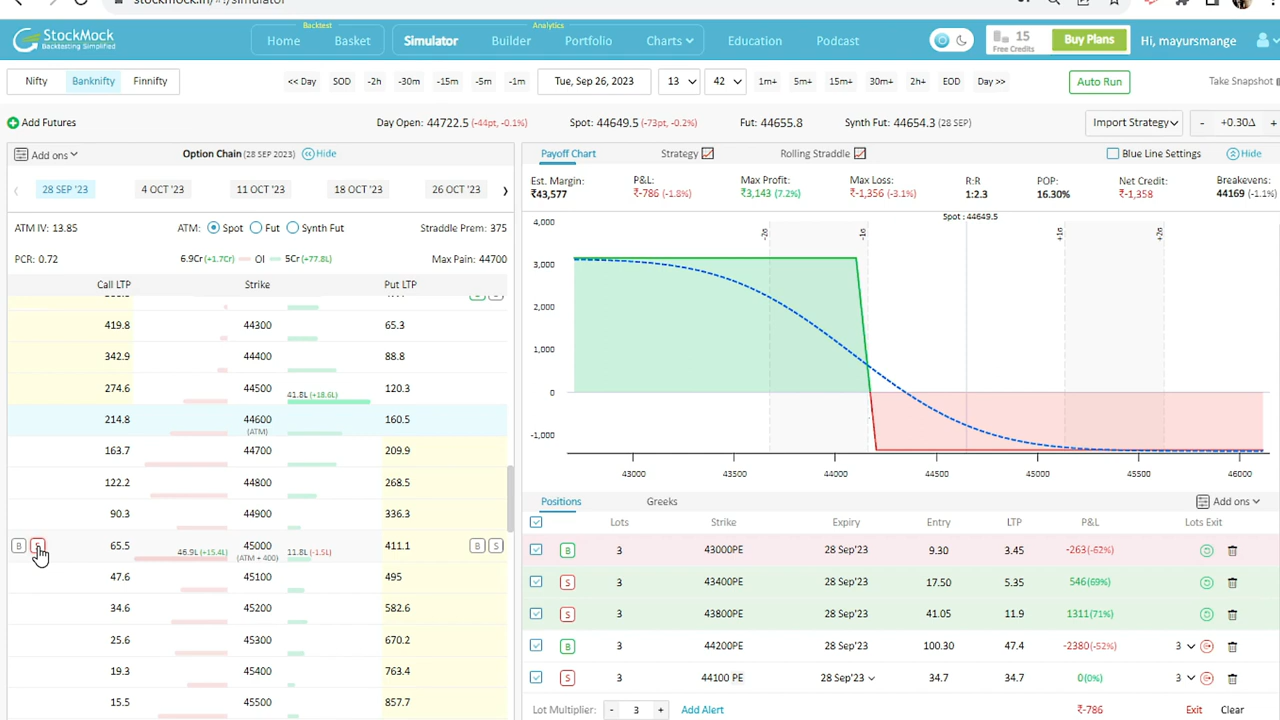 StockMock
Backtesting Simplified
Backtest
Home Basket
Analytics
Simulator Builder Portfolio Charts
Education Podcast
15
Free Credits
Buy Plans
Hi, mayursmange
Nifty Banknifty Finnifty
<< Day SOD -2h -30m -15m -5m -1m Tue, Sep 26, 2023 13 42 1m+ 5m+ 15m+ 30m+ 2h+ EOD Day >>
Auto Run
Take Snapshot
Add Futures
Day Open: 44722.5 (-44pt, -0.1%) Spot: 44649.5 (-73pt, -0.2%) Fut: 44655.8 Synth Fut: 44654.3 (28 SEP)
Import Strategy - +0.30Δ +
Add ons Option Chain (28 SEP 2023) Hide
28 SEP '23 4 OCT '23 11 OCT '23 18 OCT '23 26 OCT '23
ATM IV: 13.85 ATM: Spot Fut Synth Fut Straddle Prem: 375
PCR: 0.72 6.9Cr (+1.7Cr) OI 5Cr (+77.8L) Max Pain: 44700
Call LTP Strike Put LTP
419.8 44300 65.3
342.9 44400 88.8
274.6 44500 41.8L (+18.6L) 120.3
214.8 44600 160.5
(ATM)
163.7 44700 209.9
122.2 44800 268.5
90.3 44900 336.3
B 65.5 46.9L (+15.4L) 45000 11.8L (-1.5L) 411.1 B S
(ATM + 400)
47.6 45100 495
34.6 45200 582.6
25.6 45300 670.2
19.3 45400 763.4
15.5 45500 857.7
Payoff Chart Strategy Rolling Straddle Blue Line Settings Hide
Est. Margin: P&L: Max Profit: Max Loss: R:R POP: Net Credit: Breakevens:
₹43,577 ₹-786 (-1.8%) ₹3,143 (7.2%) ₹-1,356 (-3.1%) 1:2.3 16.30% ₹-1,358 44169 (-1.1%)
Spot : 44649.5
-2σ -1σ +1σ +2σ
4,000
3,000
2,000
1,000
0
-1,000
43000 43500 44000 44500 45000 45500 46000
Positions Greeks Add ons
Lots Strike Expiry Entry LTP P&L Lots Exit
B 3 43000PE 28 Sep'23 9.30 3.45 -263(-62%)
S 3 43400PE 28 Sep'23 17.50 5.35 546(69%)
S 3 43800PE 28 Sep'23 41.05 11.9 1311(71%)
B 3 44200PE 28 Sep'23 100.30 47.4 -2380(-52%) 3
S 3 44100 PE 28 Sep'23 34.7 34.7 0(0%) 3
Lot Multiplier: - 3 + Add Alert ₹-786 Exit Clear